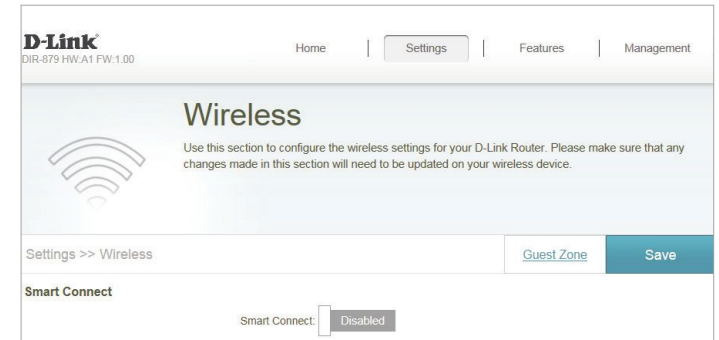 D-Link
DIR-879 HW:A1 FW:1.00
Home
Settings
Features
Management
Wireless
Use this section to configure the wireless settings for your D-Link Router. Please make sure that any
changes made in this section will need to be updated on your wireless device.
Settings >> Wireless
Guest Zone
Save
Smart Connect
Smart Connect: Disabled